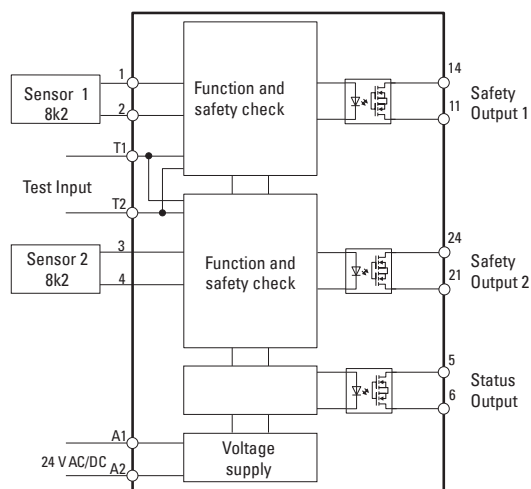 1
Sensor 1
8k2
2
T1
Test Input
T2
3
Sensor 2
8k2
4
Function and
safety check
Function and
safety check
14
Safety
11
Output 1
24
Safety
21
Output 2
5
Status
6
Output
A1
24 V AC/DC
A2
Voltage
supply